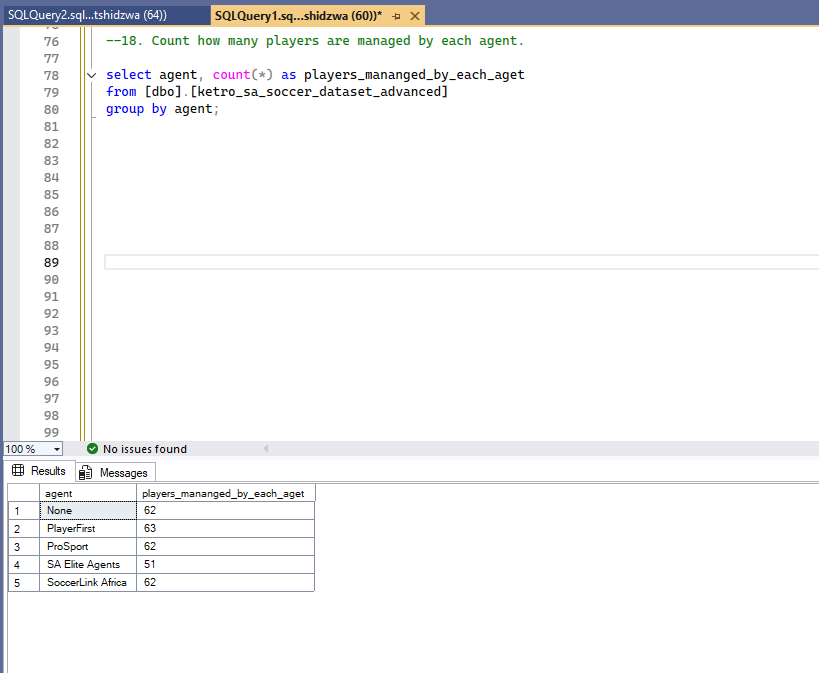 SQLQuery2.sql...tshidzwa (64))
SQLQuery1.sq...shidzwa (60))*
76 --18. Count how many players are managed by each agent.
77
78 select agent, count(*) as players_mananged_by_each_aget
79 from [dbo].[ketro_sa_soccer_dataset_advanced]
80 group by agent;
81
82
83
84
85
86
87
88
89
90
91
92
93
94
95
96
97
98
99
100 %
No issues found
Results
Messages
agent players_mananged_by_each_aget
1 None 62
2 PlayerFirst 63
3 ProSport 62
4 SA Elite Agents 51
5 SoccerLink Africa 62